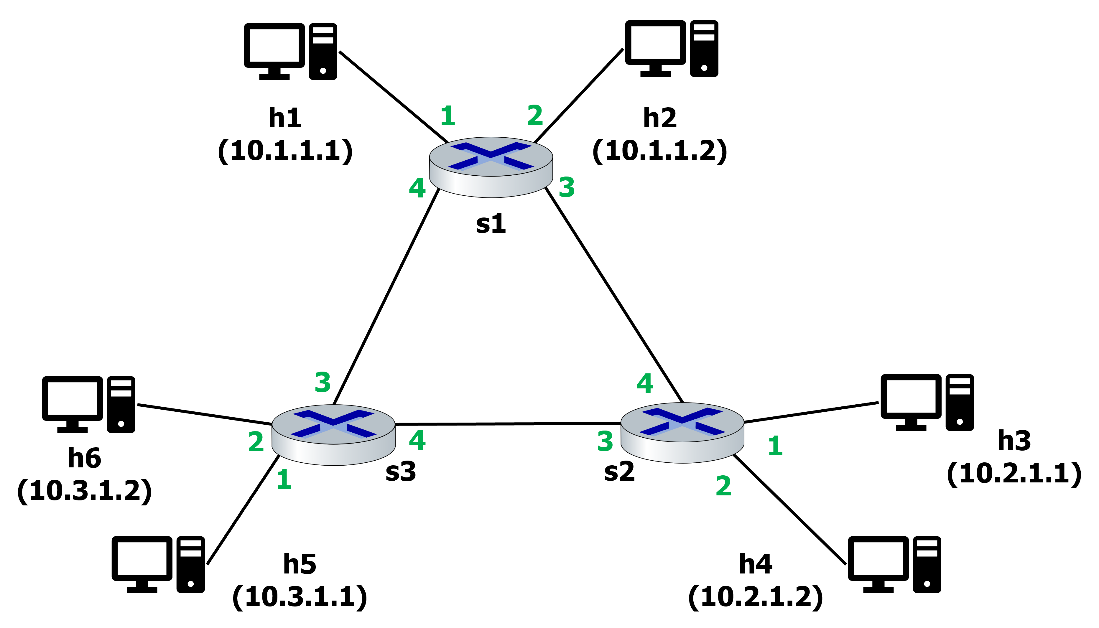 h1
(10.1.1.1)
h2
(10.1.1.2)
1
2
4
3
s1
3
4
h6
(10.3.1.2)
2
4
s3
1
3
s2
1
2
h3
(10.2.1.1)
h5
(10.3.1.1)
h4
(10.2.1.2)